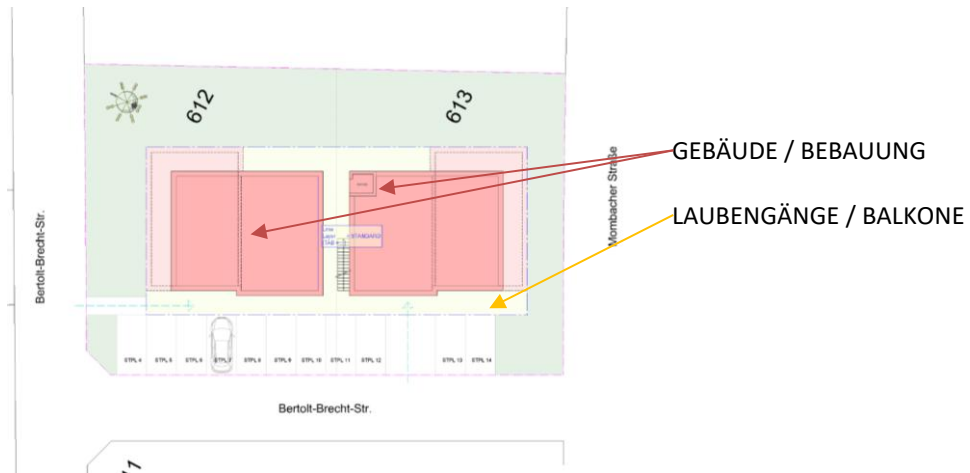 612
613
GEBÄUDE / BEBAUUNG
LAUBENGÄNGE / BALKONE
Mombacher Straße
Bertolt-Brecht-Str.
STANDARD
STPL 4 STPL 5 STPL 6 STPL 7 STPL 8 STPL 9 STPL 10 STPL 11 STPL 12 STPL 13 STPL 14
Bertolt-Brecht-Str.